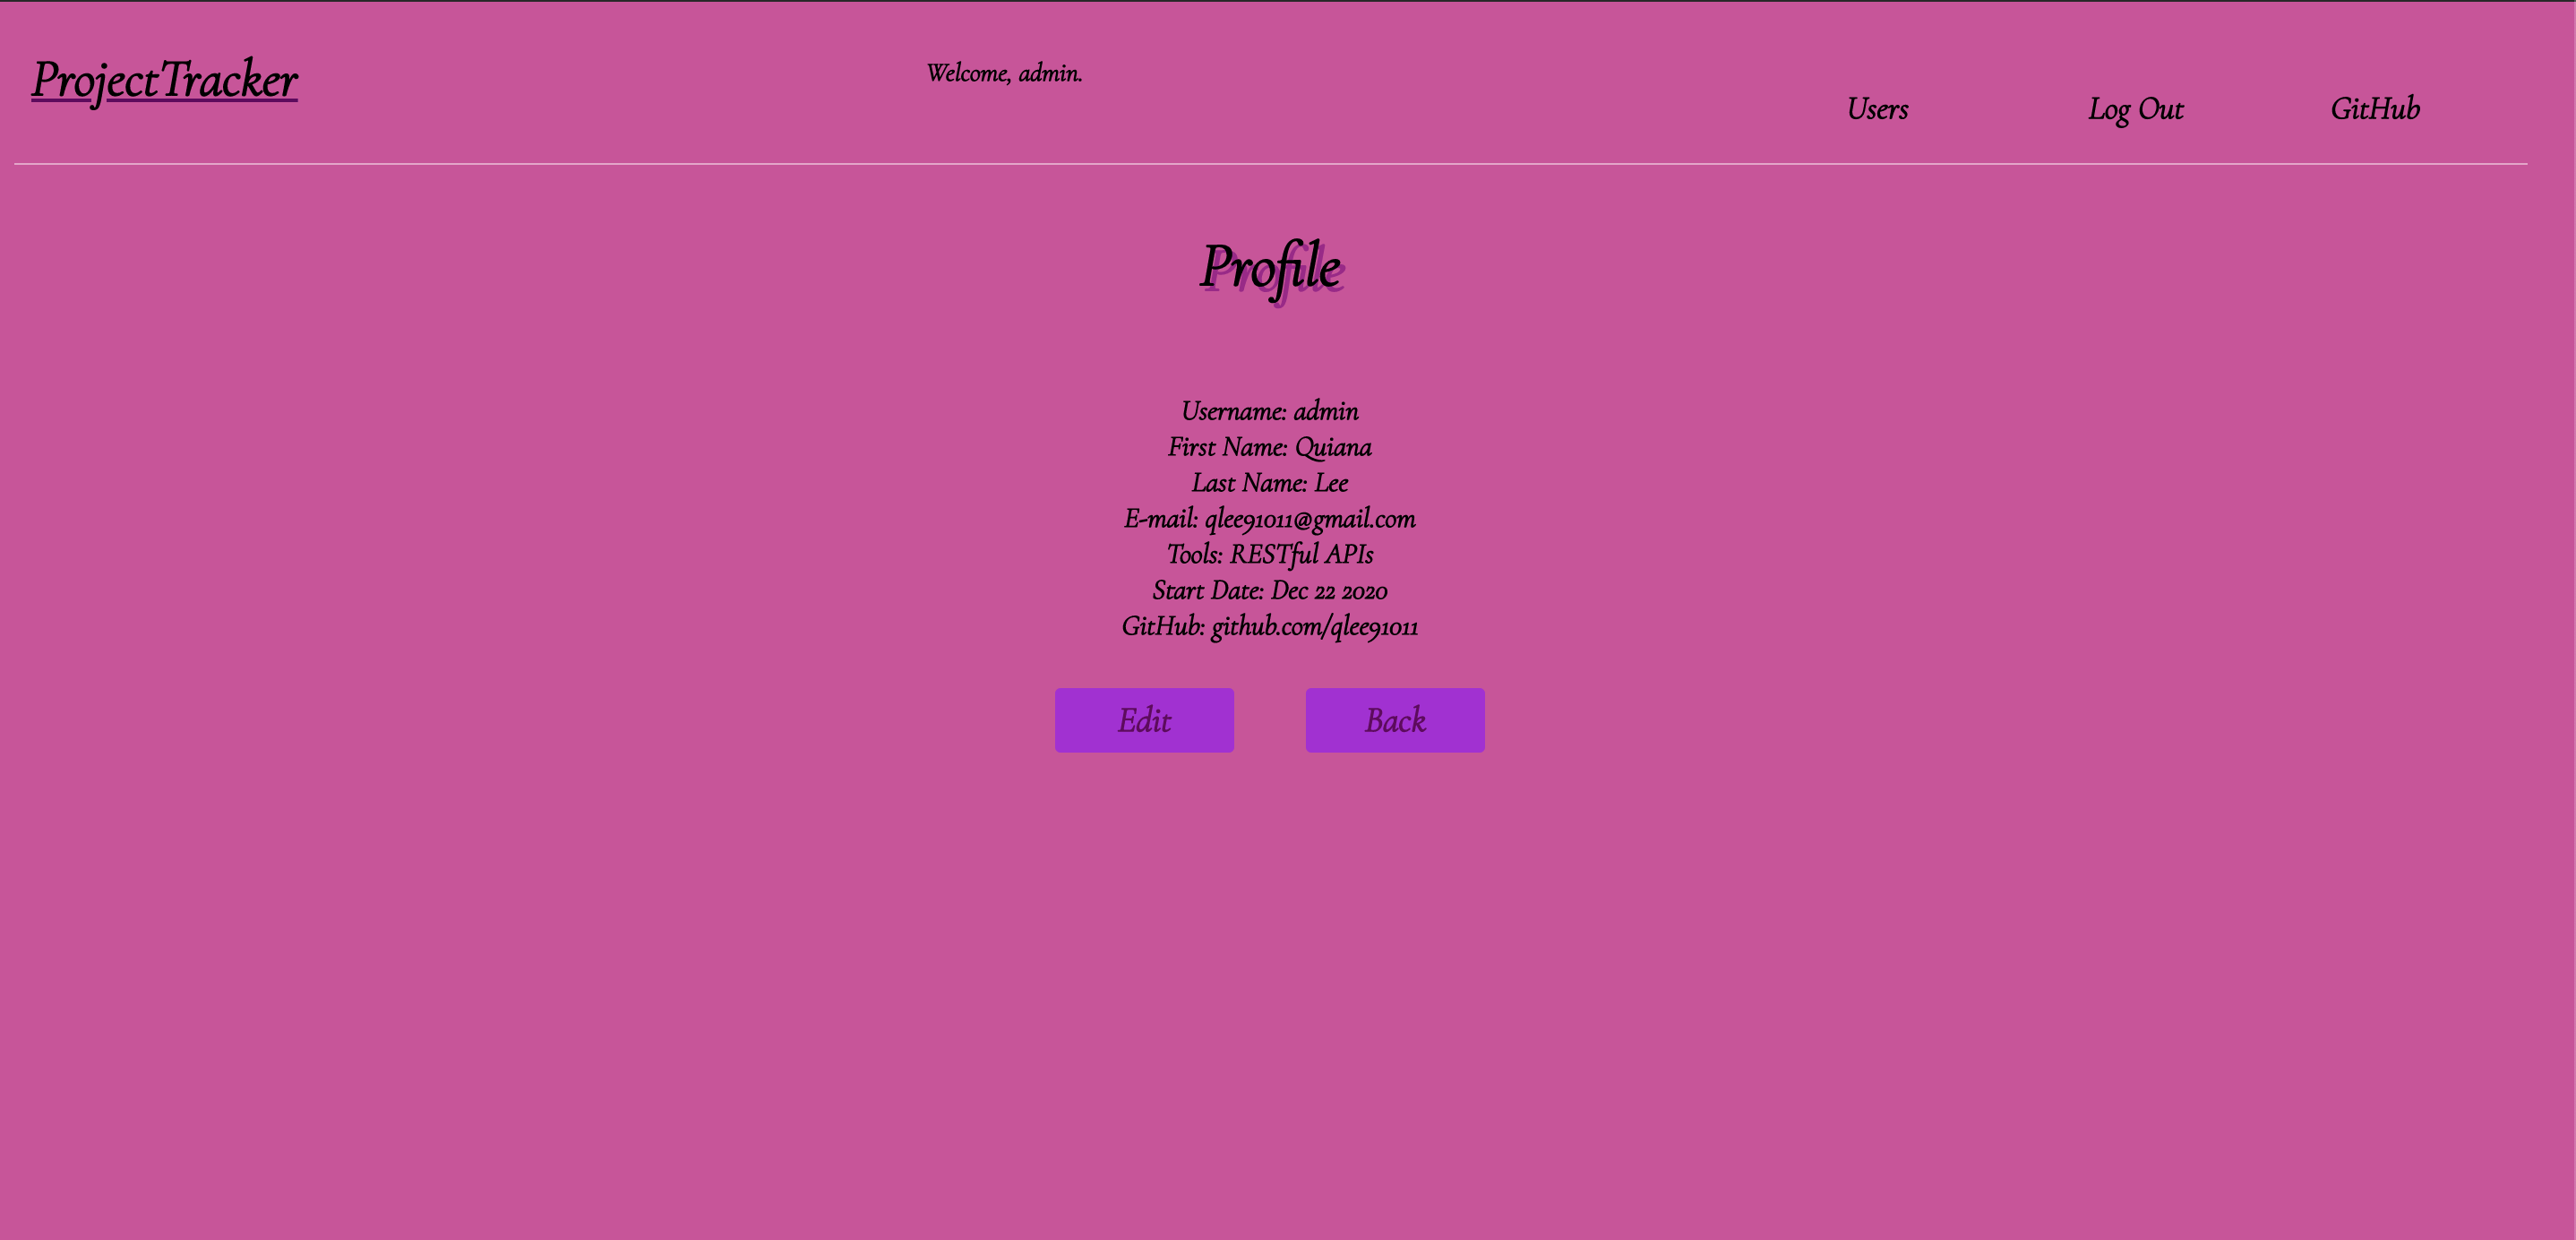 ProjectTracker
Welcome, admin.
Users
Log Out
GitHub
Profile
Username: admin
First Name: Quiana
Last Name: Lee
E-mail: qlee91011@gmail.com
Tools: RESTful APIs
Start Date: Dec 22 2020
GitHub: github.com/qlee91011
Edit
Back